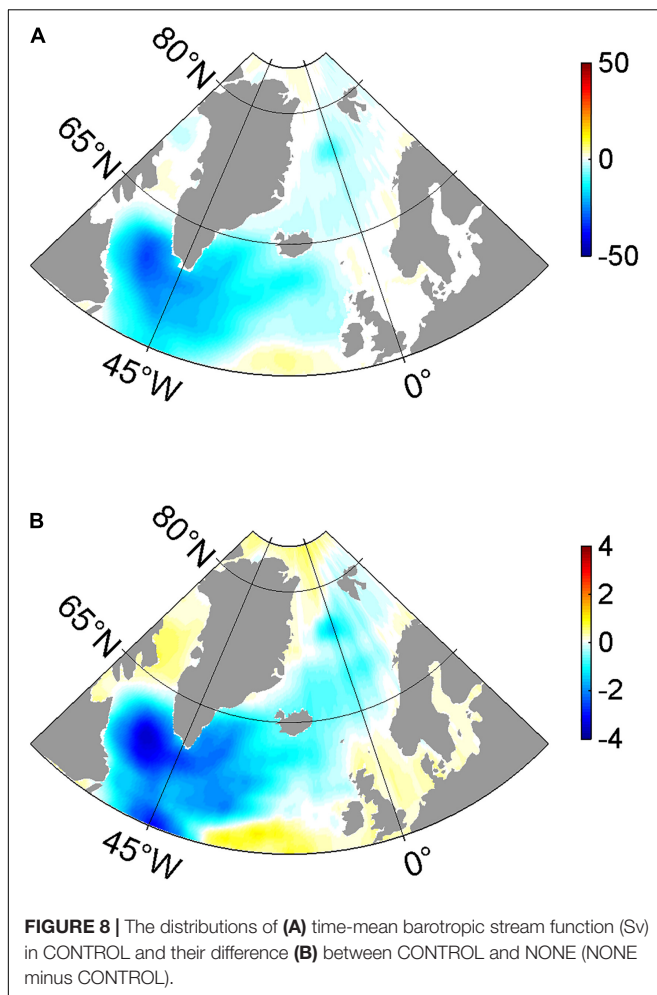 A
80°N
65°N
45°W
0°
50
0
-50
B
80°N
65°N
45°W
0°
4
2
0
-2
-4
FIGURE 8 | The distributions of (A) time-mean barotropic stream function (Sv)
in CONTROL and their difference (B) between CONTROL and NONE (NONE
minus CONTROL).